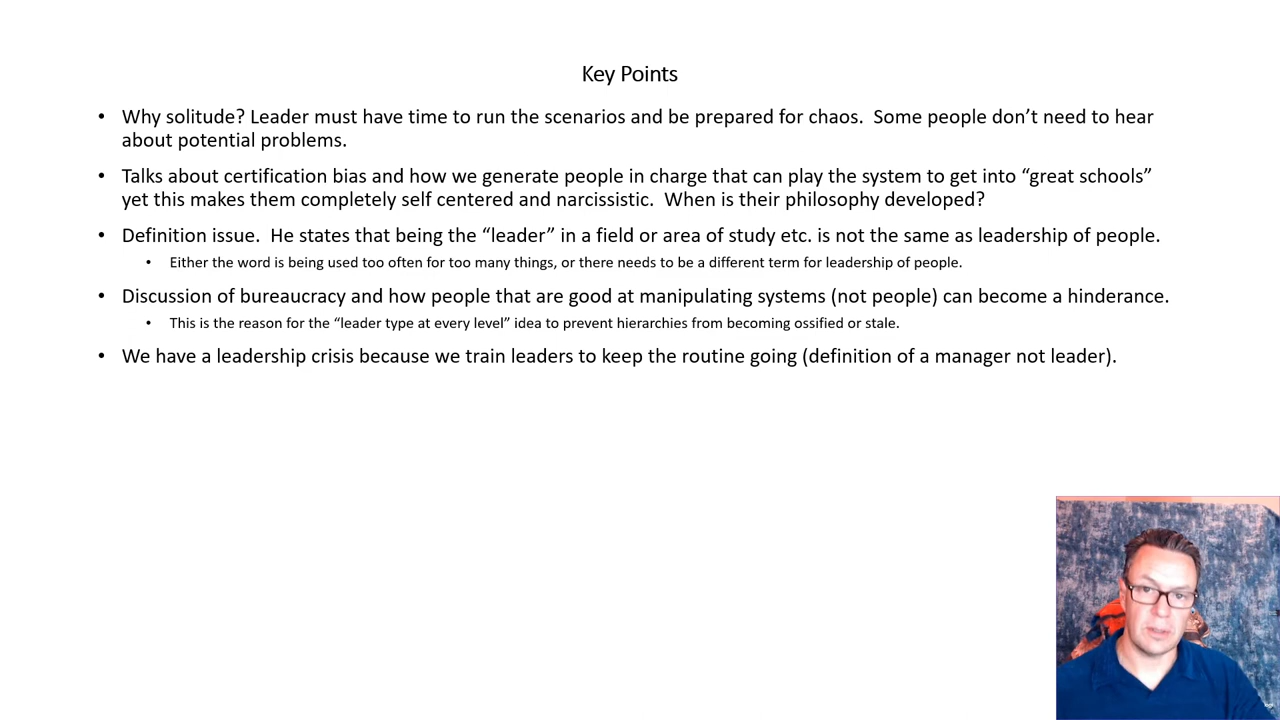 Key Points
• Why solitude? Leader must have time to run the scenarios and be prepared for chaos.  Some people don’t need to hear
about potential problems.
• Talks about certification bias and how we generate people in charge that can play the system to get into “great schools”
yet this makes them completely self centered and narcissistic.  When is their philosophy developed?
• Definition issue.  He states that being the “leader” in a field or area of study etc. is not the same as leadership of people.
• Either the word is being used too often for too many things, or there needs to be a different term for leadership of people.
• Discussion of bureaucracy and how people that are good at manipulating systems (not people) can become a hinderance.
• This is the reason for the “leader type at every level” idea to prevent hierarchies from becoming ossified or stale.
• We have a leadership crisis because we train leaders to keep the routine going (definition of a manager not leader).